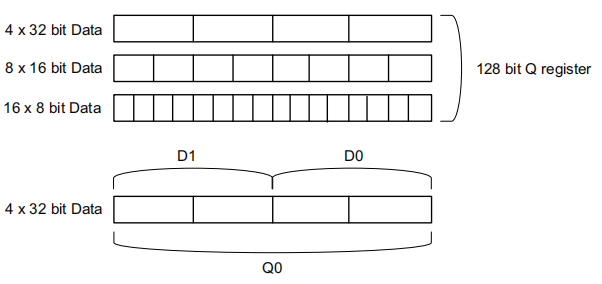 4 x 32 bit Data
8 x 16 bit Data
128 bit Q register
16 x 8 bit Data
D1
D0
4 x 32 bit Data
Q0